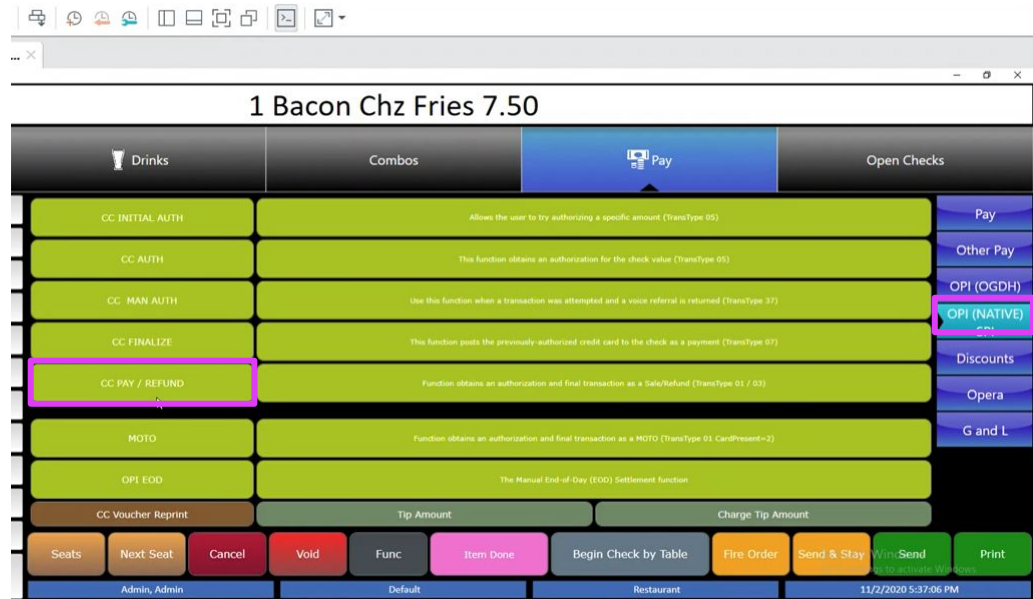 ...
1 Bacon Chz Fries 7.50
Drinks
Combos
Pay
Open Checks
CC INITIAL AUTH
Allows the user to try authorizing a specific amount (TransType 05)
CC AUTH
This function obtains an authorization for the check value (TransType 05)
CC MAN AUTH
Use this function when a transaction was attempted and a voice referral is returned (TransType 37)
CC FINALIZE
This function posts the previously-authorized credit card to the check as a payment (TransType 07)
CC PAY / REFUND
Function obtains an authorization and final transaction as a Sale/Refund (TransType 01 / 03)
MOTO
Function obtains an authorization and final transaction as a MOTO (TransType 01 CardPresent=2)
OPI EOD
The Manual End-of-Day (EOD) Settlement function
Pay
Other Pay
OPI (OGDH)
OPI (NATIVE)
Discounts
Opera
G and L
CC Voucher Reprint
Tip Amount
Charge Tip Amount
Seats
Next Seat
Cancel
Void
Func
Item Done
Begin Check by Table
Fire Order
Send & Stay
Send
Print
to activate Windows.
Admin, Admin
Default
Restaurant
11/2/2020 5:37:06 PM